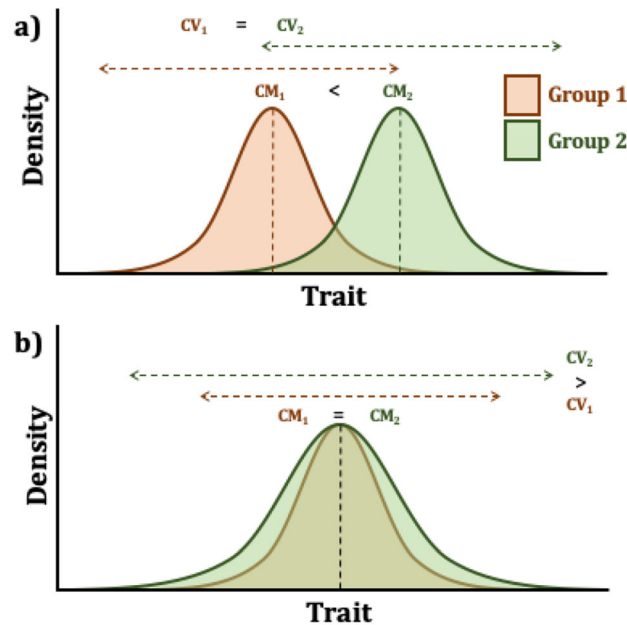 a)
CV₁ = CV₂
CM₁ < CM₂
Group 1
Group 2
Density
Trait
b)
CV₂
>
CV₁
CM₁ = CM₂
Density
Trait